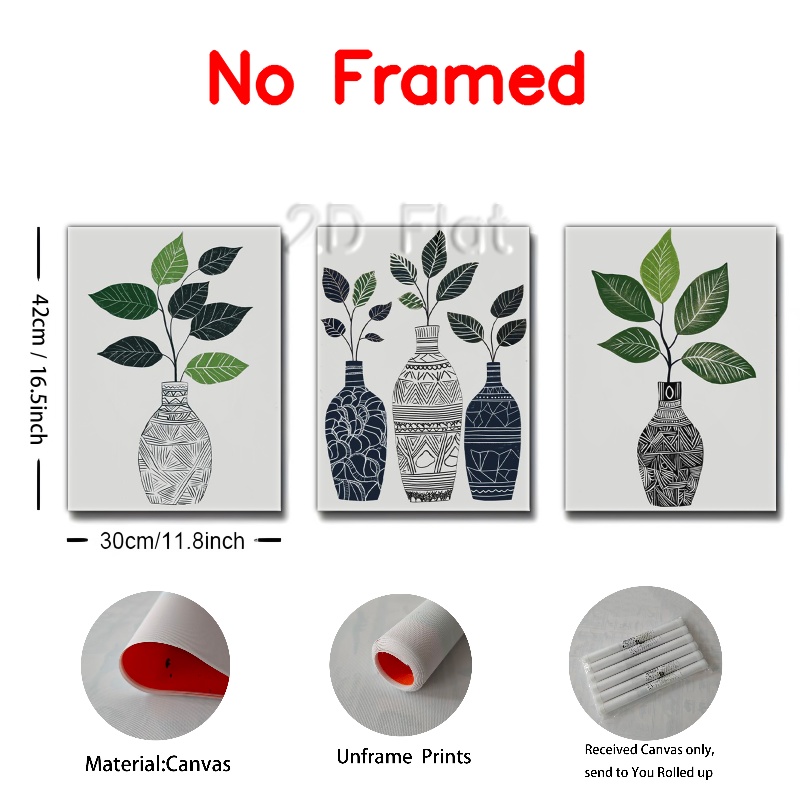 No Framed
2.D Flat
42cm / 16.5inch
30cm/11.8inch
Material:Canvas
Unframe Prints
Received Canvas only,
send to You Rolled up